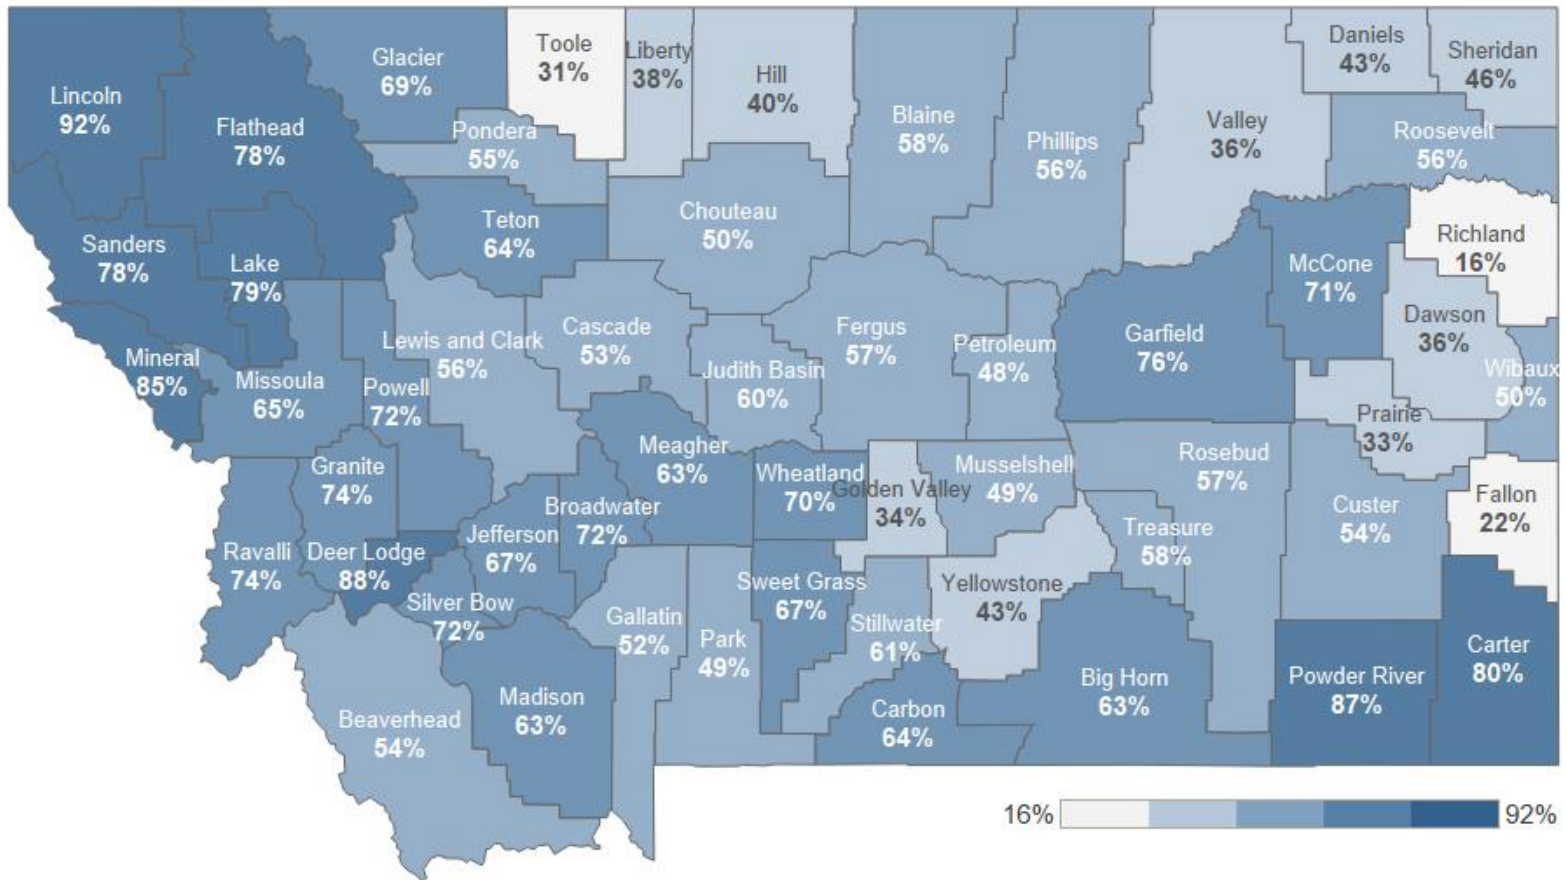 Lincoln
92%
Flathead
78%
Glacier
69%
Toole
31%
Liberty
38%
Hill
40%
Blaine
58%
Phillips
56%
Valley
36%
Daniels
43%
Sheridan
46%
Roosevelt
56%
Pondera
55%
Teton
64%
Chouteau
50%
Sanders
78%
Lake
79%
McCone
71%
Richland
16%
Dawson
36%
Wibaux
50%
Mineral
85%
Missoula
65%
Powell
72%
Lewis and Clark
56%
Cascade
53%
Judith Basin
60%
Fergus
57%
Petroleum
48%
Garfield
76%
Prairie
33%
Granite
74%
Meagher
63%
Wheatland
70%
Golden Valley
34%
Musselshell
49%
Rosebud
57%
Custer
54%
Fallon
22%
Ravalli
74%
Deer Lodge
88%
Silver Bow
72%
Jefferson
67%
Broadwater
72%
Gallatin
52%
Park
49%
Sweet Grass
67%
Stillwater
61%
Yellowstone
43%
Treasure
58%
Beaverhead
54%
Madison
63%
Carbon
64%
Big Horn
63%
Powder River
87%
Carter
80%
16%
92%